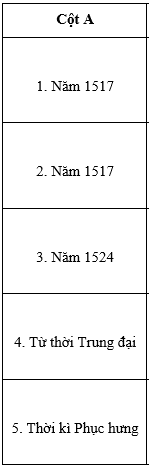 Cột A
1. Năm 1517
2. Năm 1517
3. Năm 1524
4. Từ thời Trung đại
5. Thời kì Phục hưng